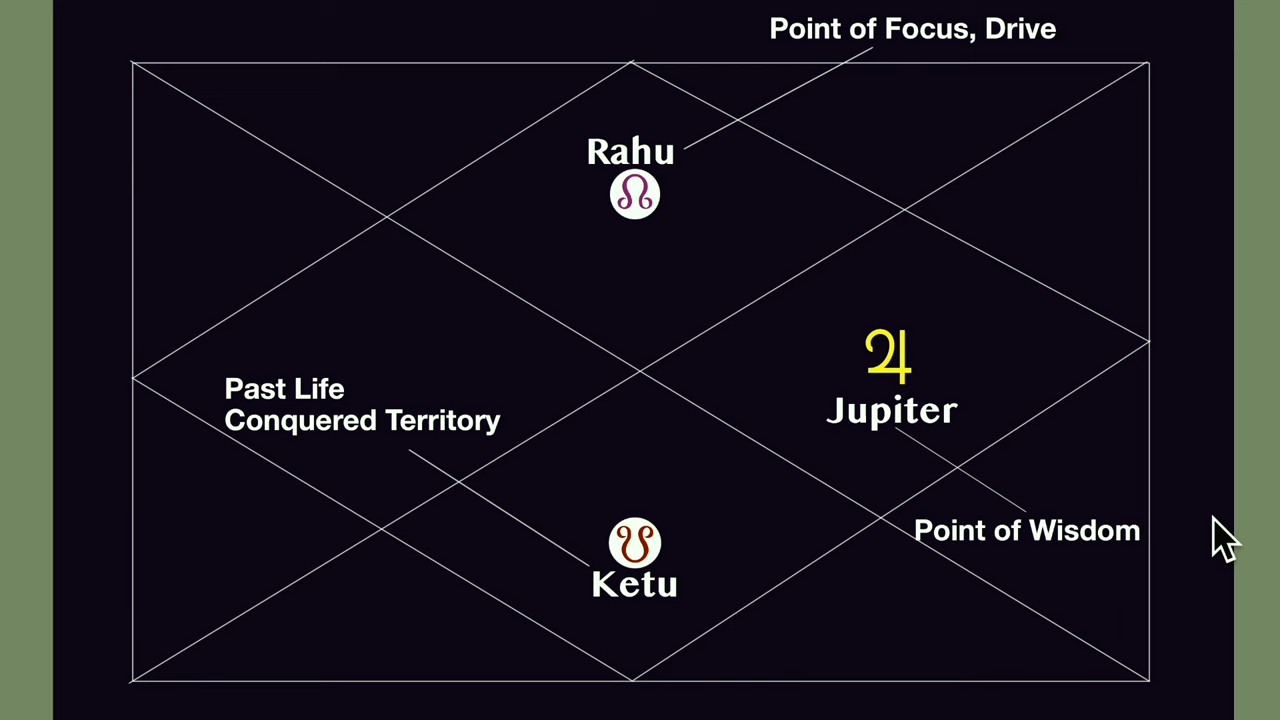 Point of Focus, Drive
Rahu
Past Life
Conquered Territory
Jupiter
Point of Wisdom
Ketu